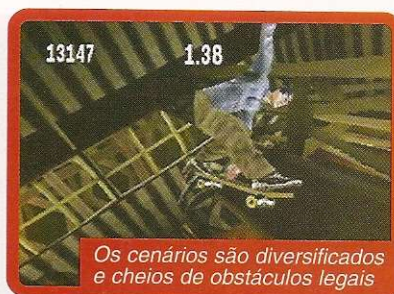 13147 1.38
Os cenários são diversificados
e cheios de obstáculos legais